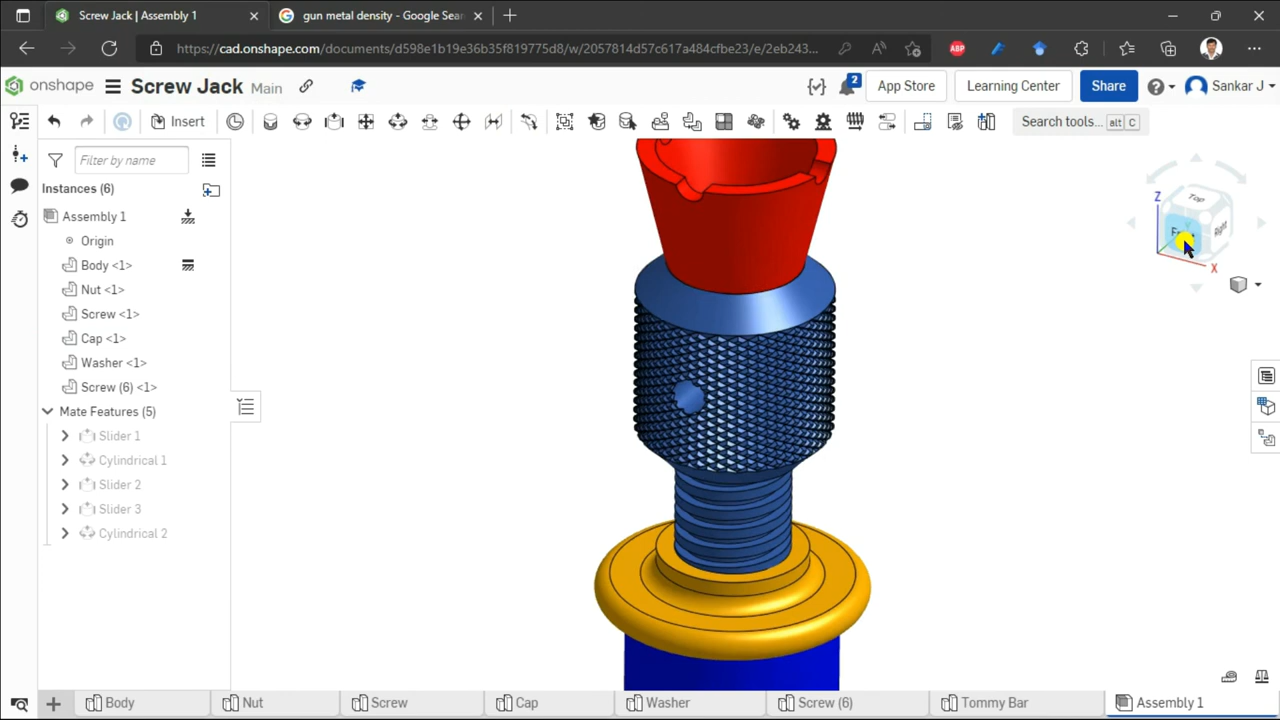 Screw Jack | Assembly 1
gun metal density - Google Sear
https://cad.onshape.com/documents/d598e1b19e36b35f819775d8/w/2057814d57c617a484cfbe23/e/2eb243...
ABP
onshape
Screw Jack Main
2
App Store
Learning Center
Share
Sankar J
Insert
Search tools... alt C
Filter by name
Instances (6)
Assembly 1
Origin
Body <1>
Nut <1>
Screw <1>
Cap <1>
Washer <1>
Screw (6) <1>
Mate Features (5)
Slider 1
Cylindrical 1
Slider 2
Slider 3
Cylindrical 2
Z
Top
Right
X
Body
Nut
Screw
Cap
Washer
Screw (6)
Tommy Bar
Assembly 1